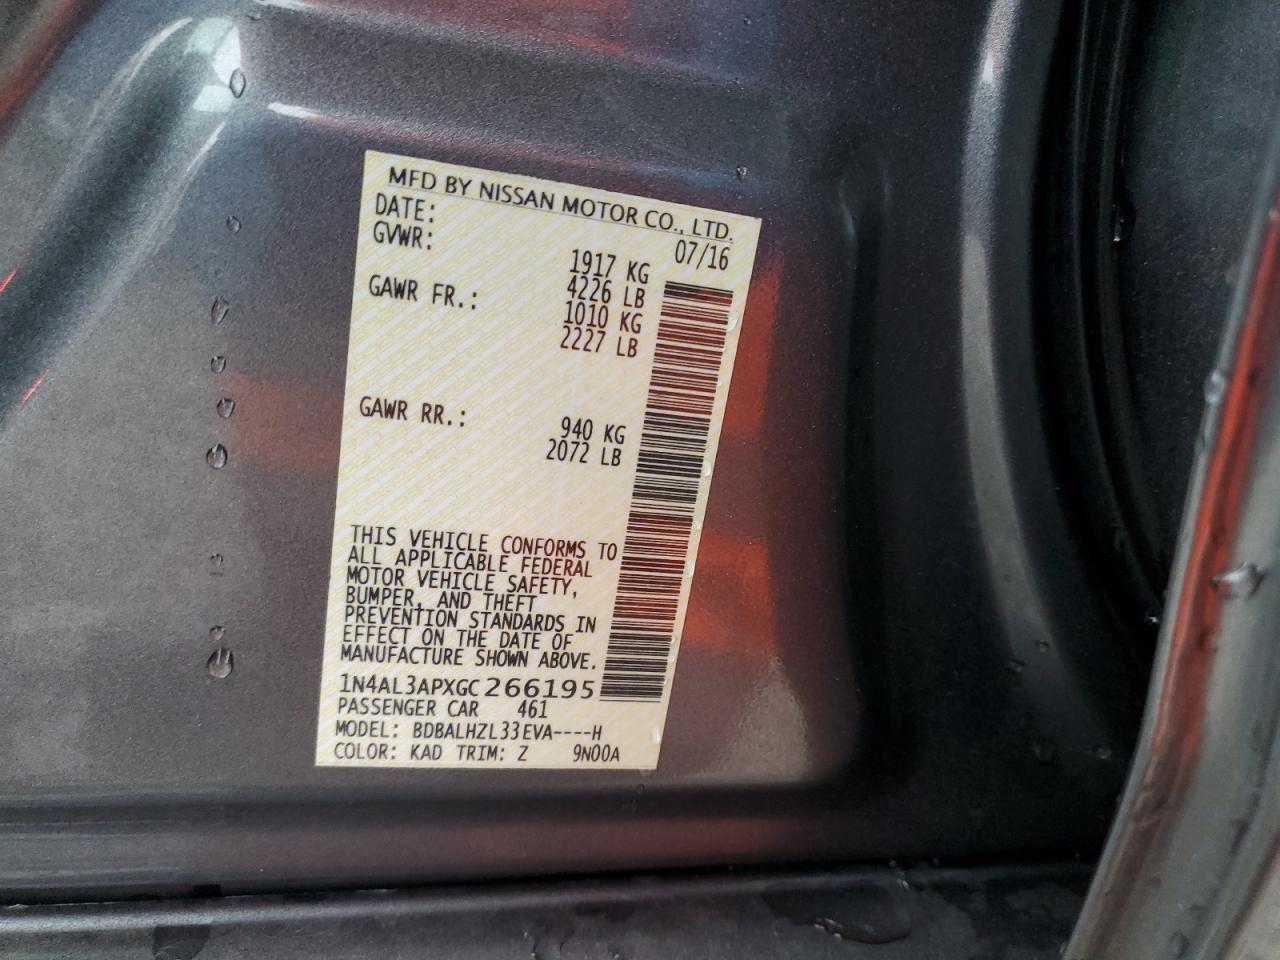 MFD BY NISSAN MOTOR CO., LTD.
DATE: 07/16
GVWR: 1917 KG
4226 LB
GAWR FR.: 1010 KG
2227 LB
GAWR RR.: 940 KG
2072 LB
THIS VEHICLE CONFORMS TO
ALL APPLICABLE FEDERAL
MOTOR VEHICLE SAFETY,
BUMPER, AND THEFT
PREVENTION STANDARDS IN
EFFECT ON THE DATE OF
MANUFACTURE SHOWN ABOVE.
1N4AL3APXGC266195
PASSENGER CAR 461
MODEL: BDBALHZL33EVA----H
COLOR: KAD TRIM: Z 9N00A